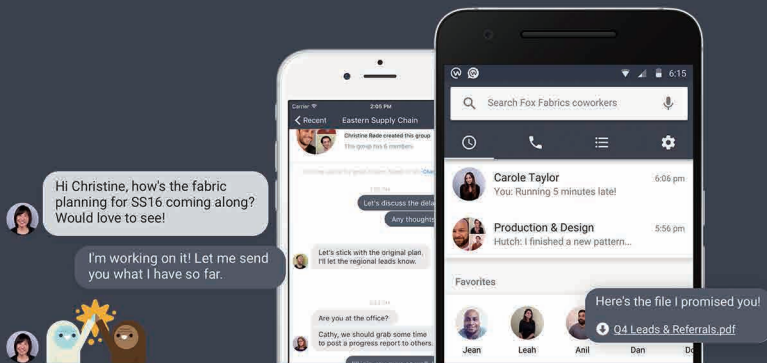 Hi Christine, how's the fabric
planning for SS16 coming along?
Would love to see!
I'm working on it! Let me send
you what I have so far.
Carrier
2:05 PM
Recent
Eastern Supply Chain
Christine Rade created this group
This group has 6 members
Let's discuss the dela
Any thoughts
Let's stick with the original plan,
I'll let the regional leads know.
Are you at the office?
Cathy, we should grab some time
to post a progress report to others.
6:15
Search Fox Fabrics coworkers
Carole Taylor
6:06 pm
You: Running 5 minutes late!
Production & Design
5:56 pm
Hutch: I finished a new pattern...
Favorites
Jean
Leah
Anil
Dan
Do
Here's the file I promised you!
Q4 Leads & Referrals.pdf